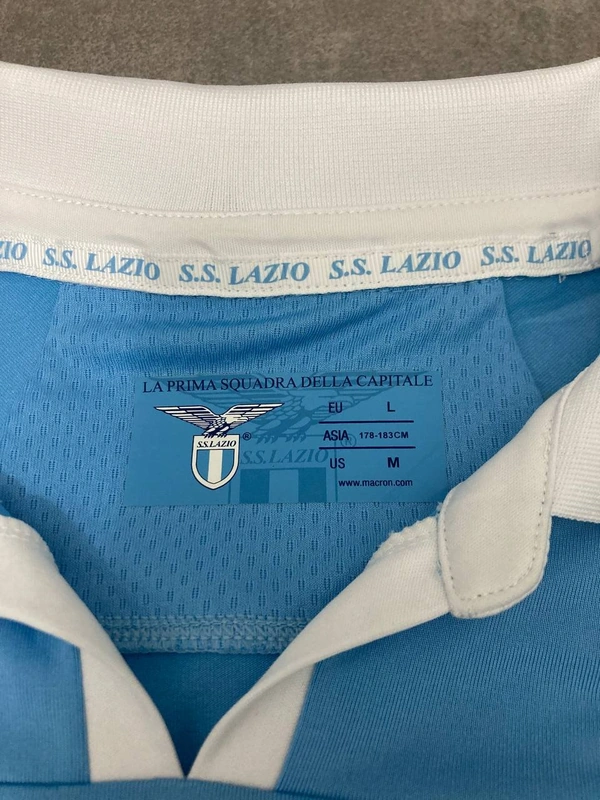 ZIO S.S. LAZIO S.S. LAZIO S.S. LAZIO S.S. LAZIO
LA PRIMA SQUADRA DELLA CAPITALE
S.S.LAZIO ®
S.S.LAZIO ®
EU L
ASIA 178-183CM
US M
www.macron.com